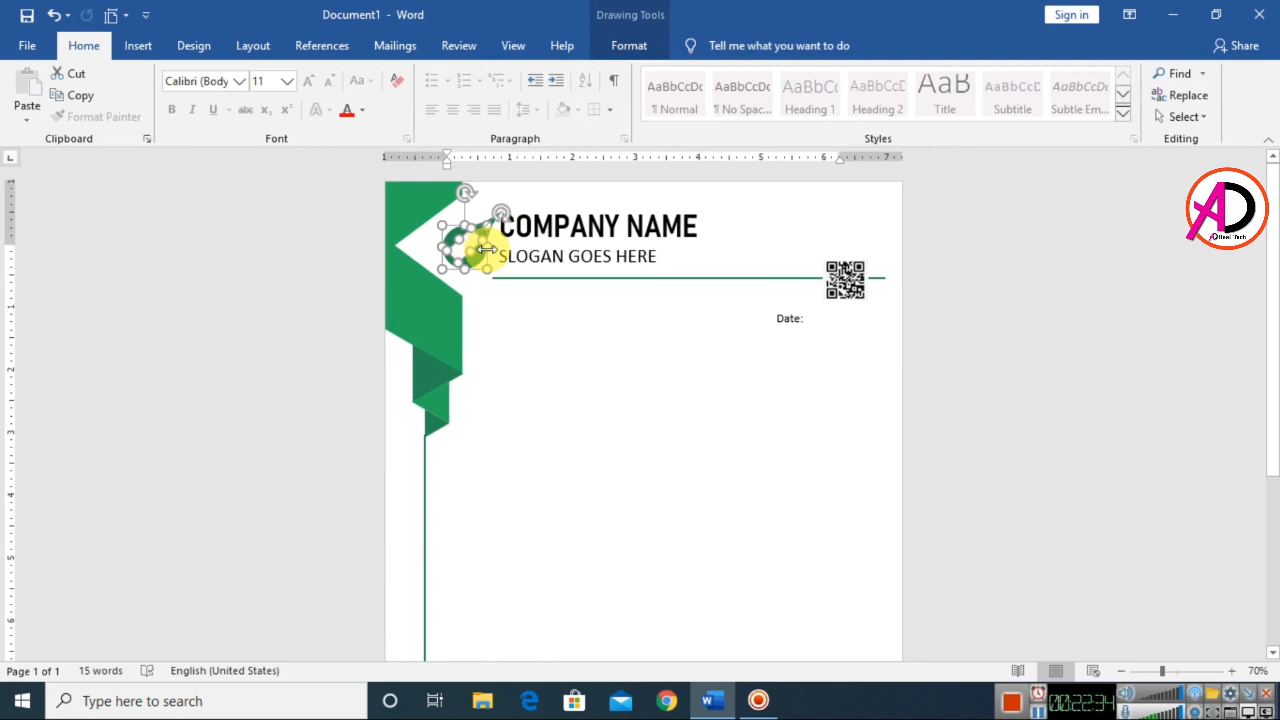 Document1 - Word
Drawing Tools
Sign in
File
Home
Insert
Design
Layout
References
Mailings
Review
View
Help
Format
Tell me what you want to do
Share
Paste
Cut
Copy
Format Painter
Clipboard
Calibri (Body
11
Font
Paragraph
AaBbCcDc
¶ Normal
AaBbCcDc
¶ No Spac...
AaBbCc
Heading 1
AaBbCcD
Heading 2
AaB
Title
AaBbCcD
Subtitle
AaBbCcDc
Subtle Em...
Styles
Find
Replace
Select
Editing
COMPANY NAME
SLOGAN GOES HERE
Date:
Page 1 of 1
15 words
English (United States)
70%
Type here to search
00:22:34